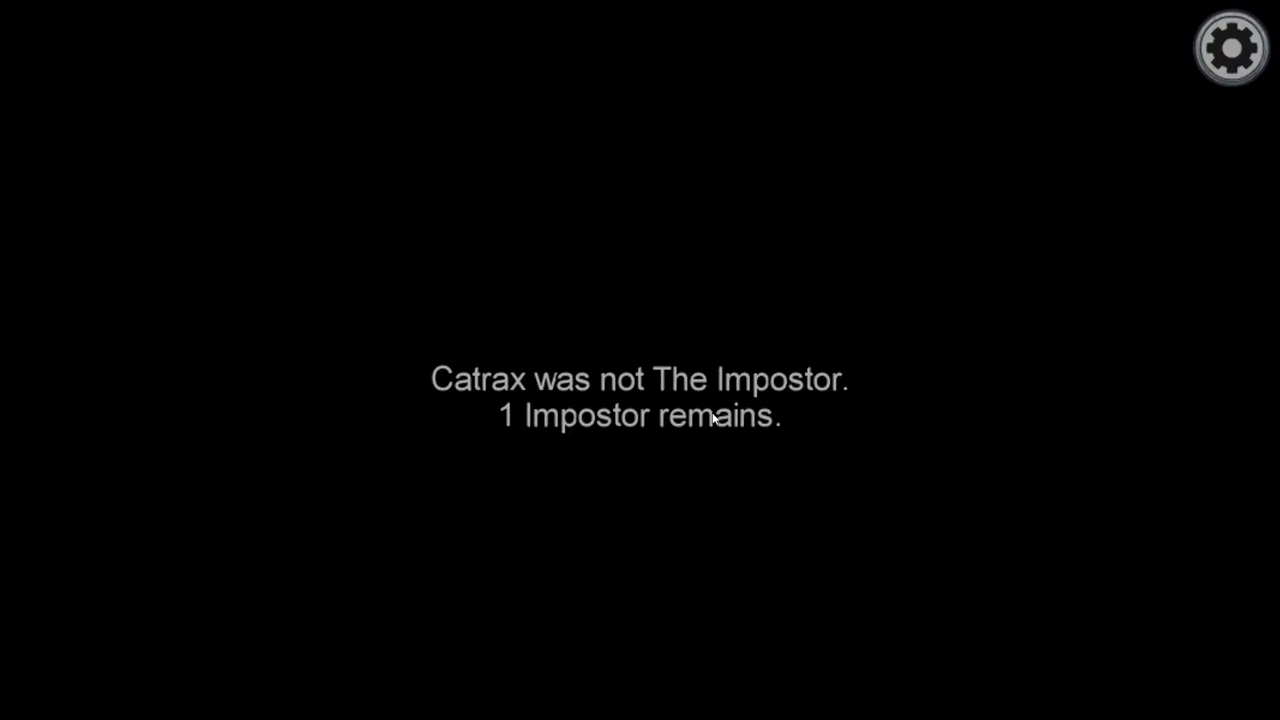 Catrax was not The Impostor.
1 Impostor remains.